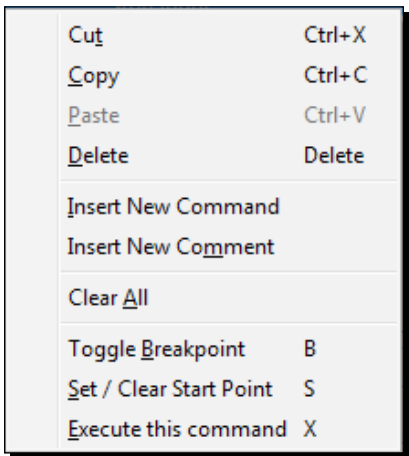 Cut Ctrl+X
Copy Ctrl+C
Paste Ctrl+V
Delete Delete
Insert New Command
Insert New Comment
Clear All
Toggle Breakpoint B
Set / Clear Start Point S
Execute this command X